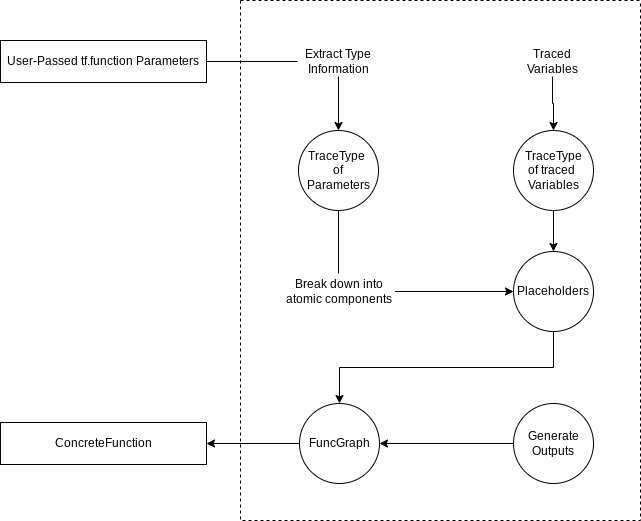 User-Passed tf.function Parameters
Extract Type
Information
Traced
Variables
TraceType
of
Parameters
TraceType
of traced
Variables
Break down into
atomic components
Placeholders
ConcreteFunction
FuncGraph
Generate
Outputs